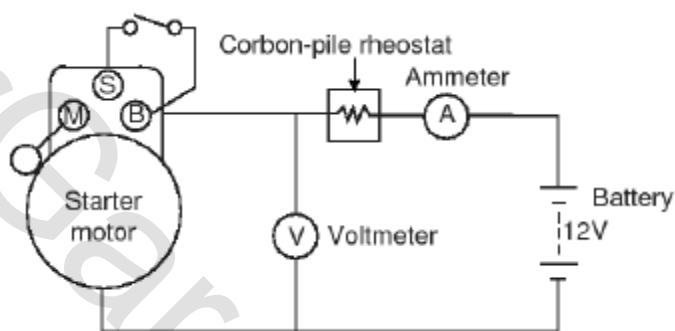 Corbon-pile rheostat
Ammeter
S
M
B
A
Starter
motor
V
Voltmeter
Battery
12V